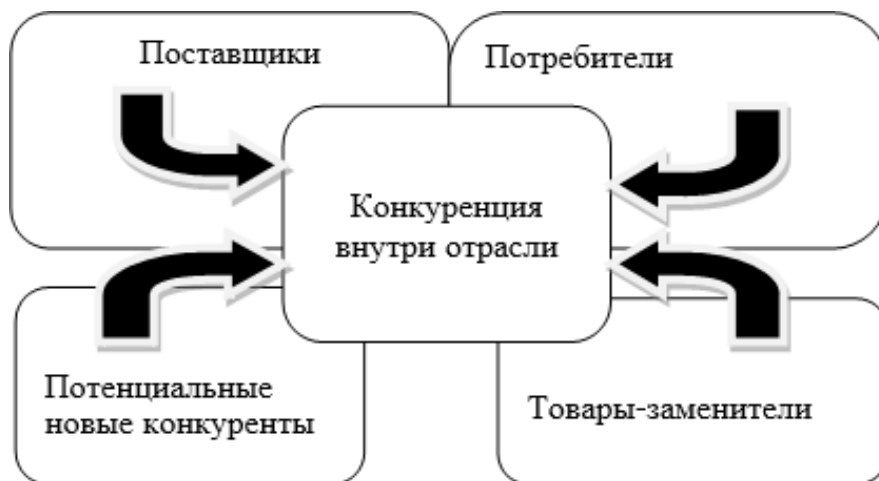 Поставщики
Потребители
Конкуренция
внутри отрасли
Потенциальные
новые конкуренты
Товары-заменители